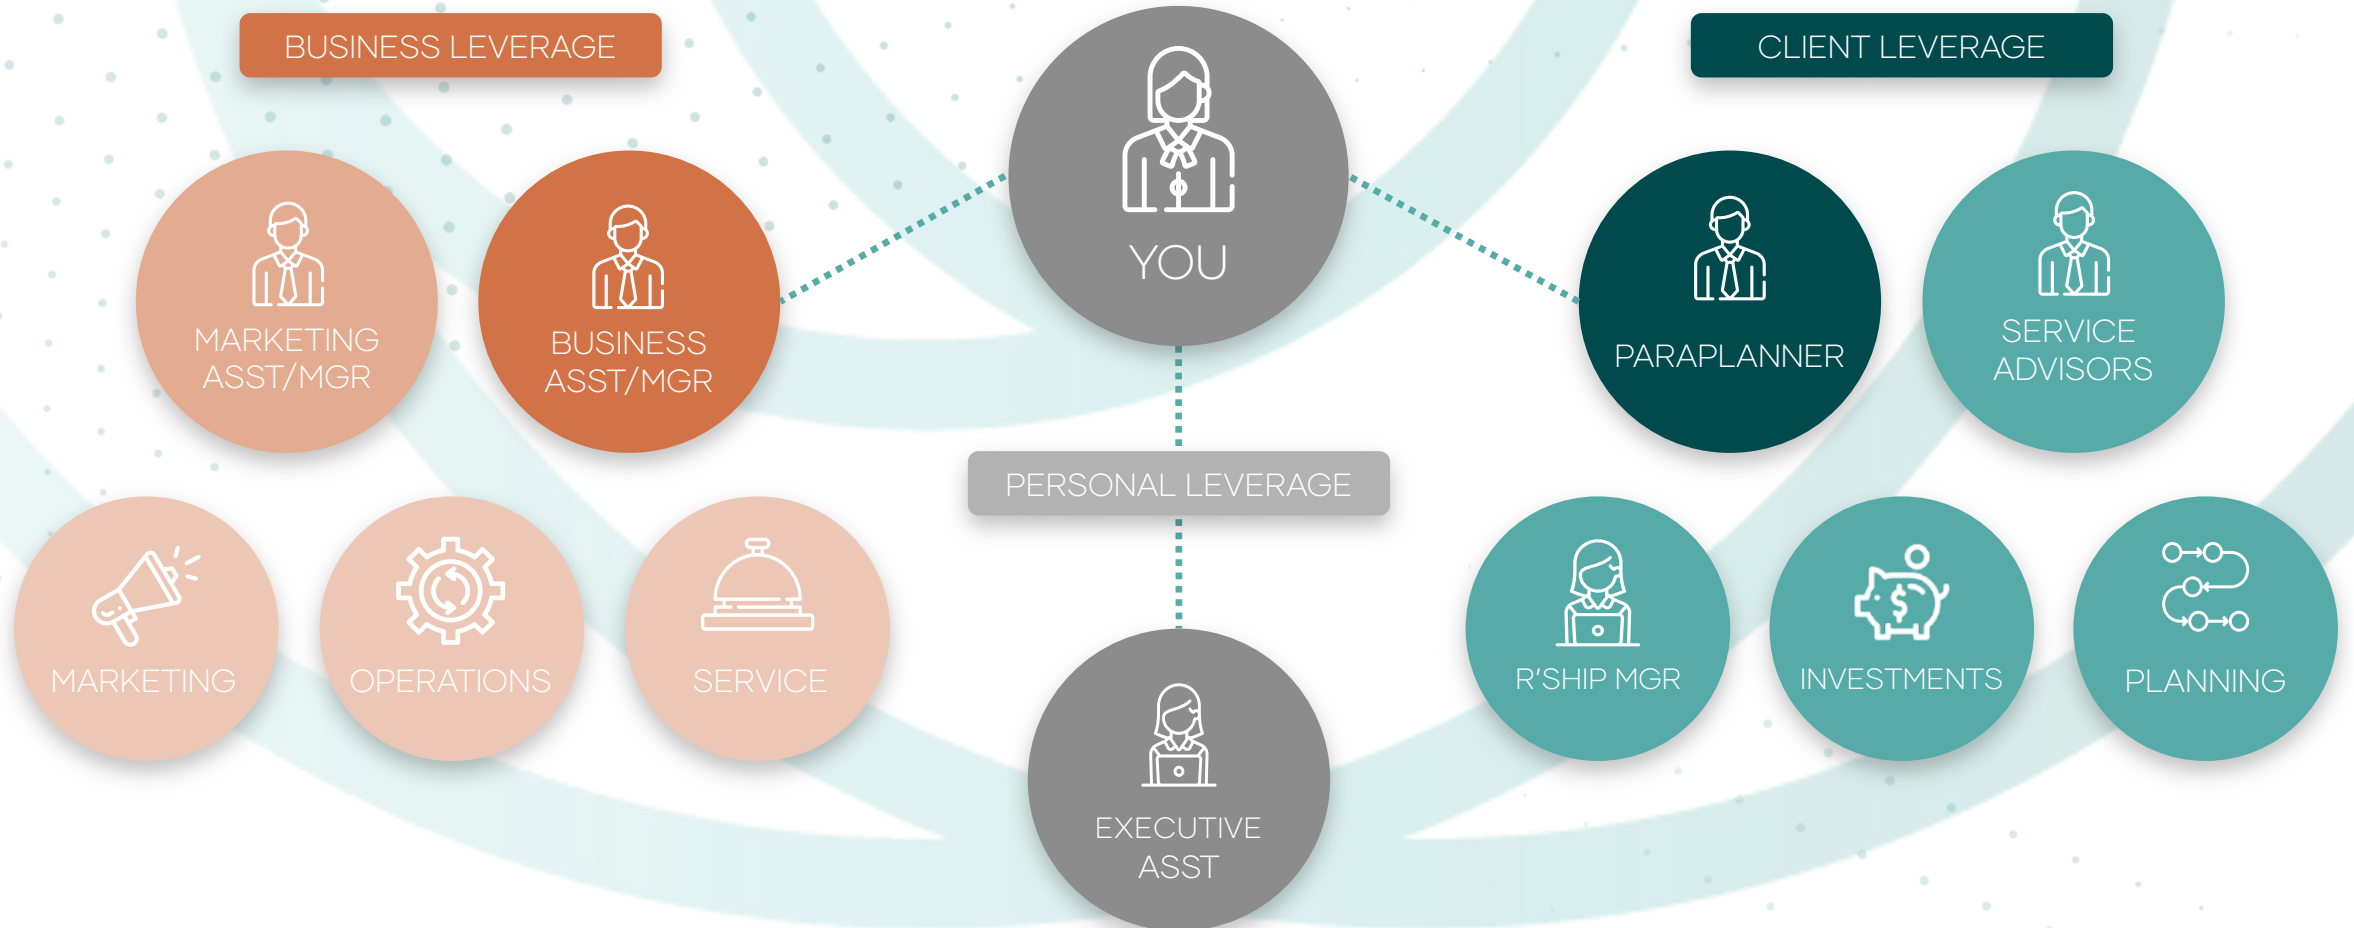 BUSINESS LEVERAGE
YOU
CLIENT LEVERAGE
MARKETING
ASST/MGR
BUSINESS
ASST/MGR
PARAPLANNER
SERVICE
ADVISORS
PERSONAL LEVERAGE
MARKETING
OPERATIONS
SERVICE
R'SHIP MGR
INVESTMENTS
PLANNING
EXECUTIVE
ASST